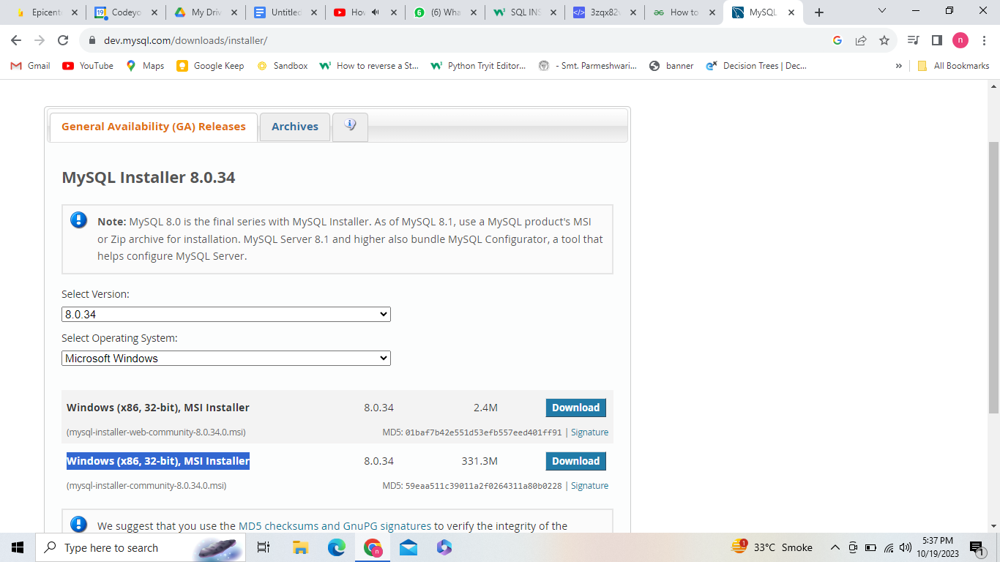 Epicent
Codeyo
My Driv
Untitled
Hov
(6) Wha
SQL INS
3zqx82
How to
MySQL
dev.mysql.com/downloads/installer/
Gmail
YouTube
Maps
Google Keep
Sandbox
How to reverse a St...
Python Tryit Editor...
- Smt. Parmeshwari...
banner
Decision Trees | Dec...
All Bookmarks
General Availability (GA) Releases
Archives
MySQL Installer 8.0.34
Note: MySQL 8.0 is the final series with MySQL Installer. As of MySQL 8.1, use a MySQL product's MSI
or Zip archive for installation. MySQL Server 8.1 and higher also bundle MySQL Configurator, a tool that
helps configure MySQL Server.
Select Version:
8.0.34
Select Operating System:
Microsoft Windows
Windows (x86, 32-bit), MSI Installer 8.0.34 2.4M Download
(mysql-installer-web-community-8.0.34.0.msi) MD5: 01baf7b42e551d53efb557eed401ff91 | Signature
Windows (x86, 32-bit), MSI Installer 8.0.34 331.3M Download
(mysql-installer-community-8.0.34.0.msi) MD5: 59eaa511c39011a2f0264311a80b0228 | Signature
We suggest that you use the MD5 checksums and GnuPG signatures to verify the integrity of the
Type here to search
33°C Smoke
5:37 PM
10/19/2023